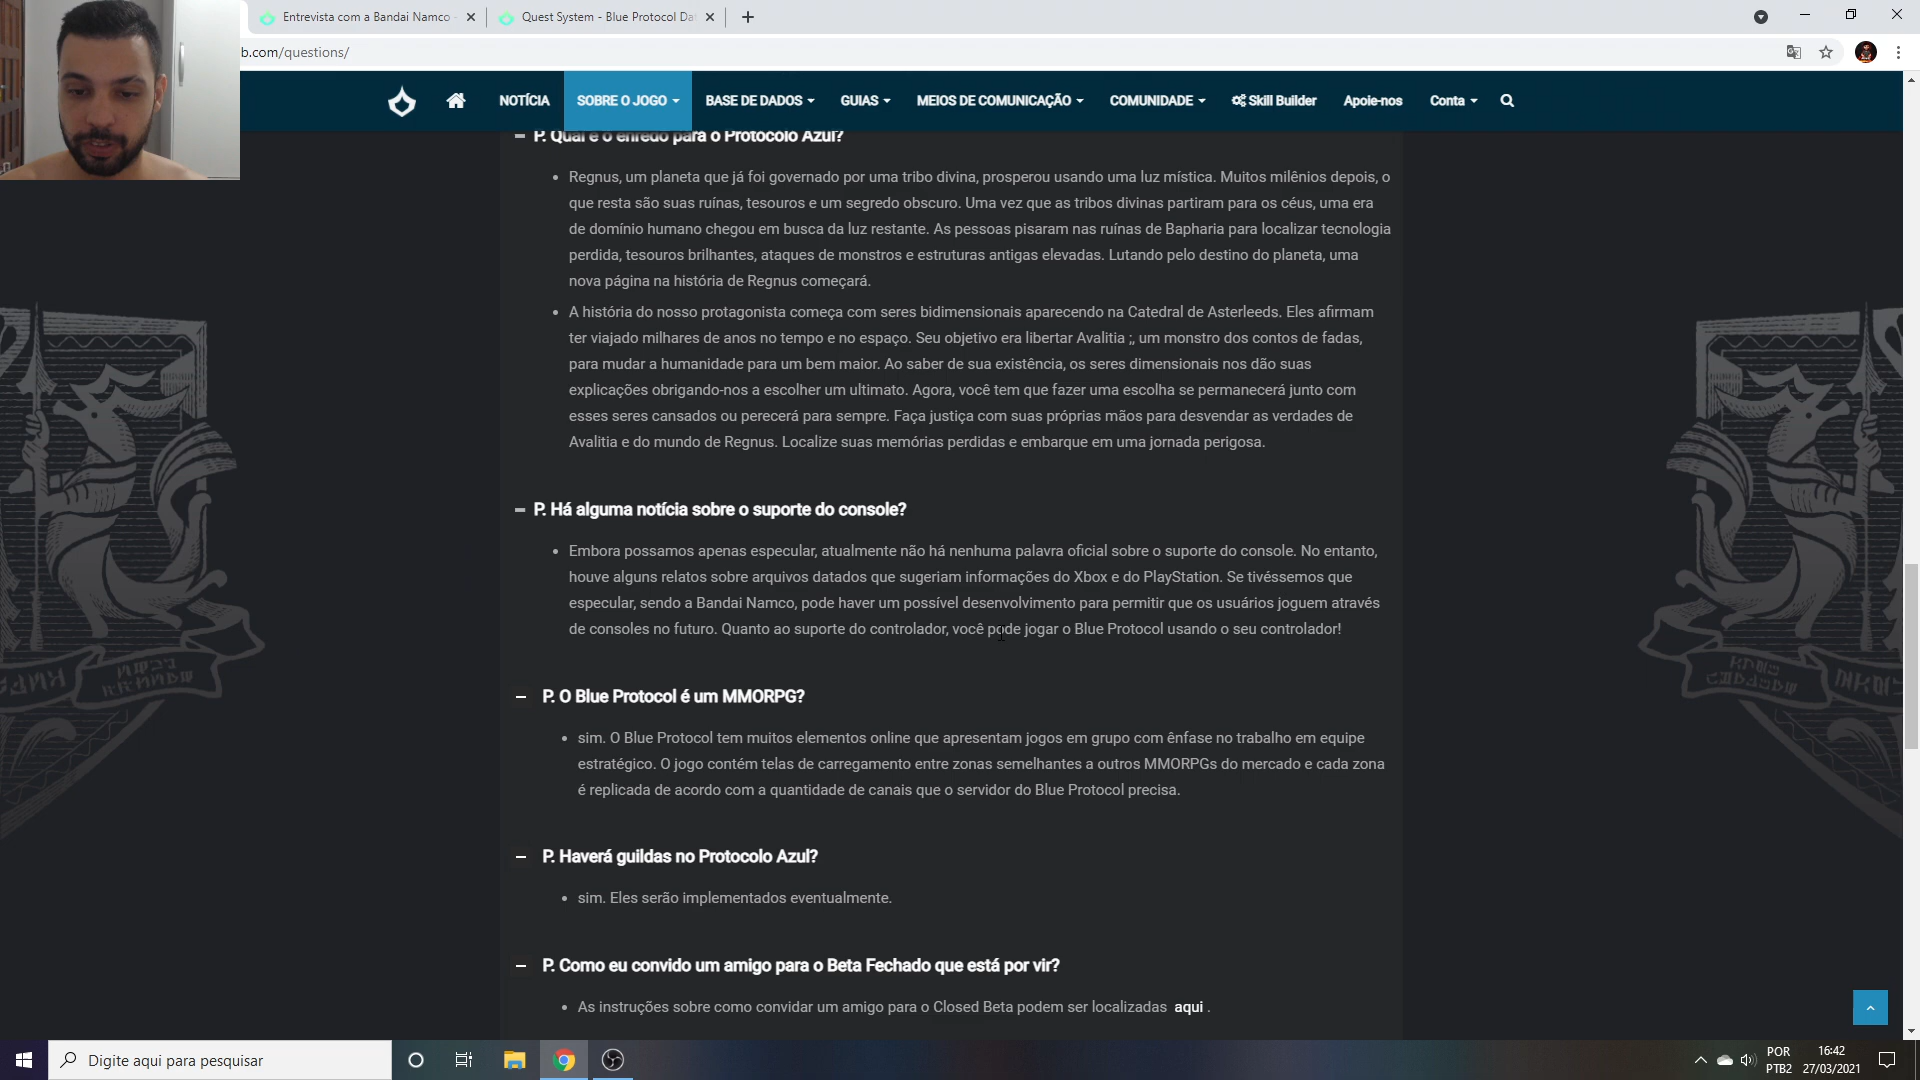 Entrevista com a Bandai Namco
Quest System - Blue Protocol Da
b.com/questions/
NOTÍCIA
SOBRE O JOGO
BASE DE DADOS
GUIAS
MEIOS DE COMUNICAÇÃO
COMUNIDADE
Skill Builder
Apoie-nos
Conta
P. Qual é o enredo para o Protocolo Azul?
Regnus, um planeta que já foi governado por uma tribo divina, prosperou usando uma luz mística. Muitos milênios depois, o
que resta são suas ruínas, tesouros e um segredo obscuro. Uma vez que as tribos divinas partiram para os céus, uma era
de domínio humano chegou em busca da luz restante. As pessoas pisaram nas ruínas de Bapharia para localizar tecnologia
perdida, tesouros brilhantes, ataques de monstros e estruturas antigas elevadas. Lutando pelo destino do planeta, uma
nova página na história de Regnus começará.
A história do nosso protagonista começa com seres bidimensionais aparecendo na Catedral de Asterleeds. Eles afirmam
ter viajado milhares de anos no tempo e no espaço. Seu objetivo era libertar Avalitia ;, um monstro dos contos de fadas,
para mudar a humanidade para um bem maior. Ao saber de sua existência, os seres dimensionais nos dão suas
explicações obrigando-nos a escolher um ultimato. Agora, você tem que fazer uma escolha se permanecerá junto com
esses seres cansados ou perecerá para sempre. Faça justiça com suas próprias mãos para desvendar as verdades de
Avalitia e do mundo de Regnus. Localize suas memórias perdidas e embarque em uma jornada perigosa.
P. Há alguma notícia sobre o suporte do console?
Embora possamos apenas especular, atualmente não há nenhuma palavra oficial sobre o suporte do console. No entanto,
houve alguns relatos sobre arquivos datados que sugeriam informações do Xbox e do PlayStation. Se tivéssemos que
especular, sendo a Bandai Namco, pode haver um possível desenvolvimento para permitir que os usuários joguem através
de consoles no futuro. Quanto ao suporte do controlador, você pode jogar o Blue Protocol usando o seu controlador!
P. O Blue Protocol é um MMORPG?
sim. O Blue Protocol tem muitos elementos online que apresentam jogos em grupo com ênfase no trabalho em equipe
estratégico. O jogo contém telas de carregamento entre zonas semelhantes a outros MMORPGs do mercado e cada zona
é replicada de acordo com a quantidade de canais que o servidor do Blue Protocol precisa.
P. Haverá guildas no Protocolo Azul?
sim. Eles serão implementados eventualmente.
P. Como eu convido um amigo para o Beta Fechado que está por vir?
As instruções sobre como convidar um amigo para o Closed Beta podem ser localizadas aqui .
Digite aqui para pesquisar
POR
PTB2
16:42
27/03/2021